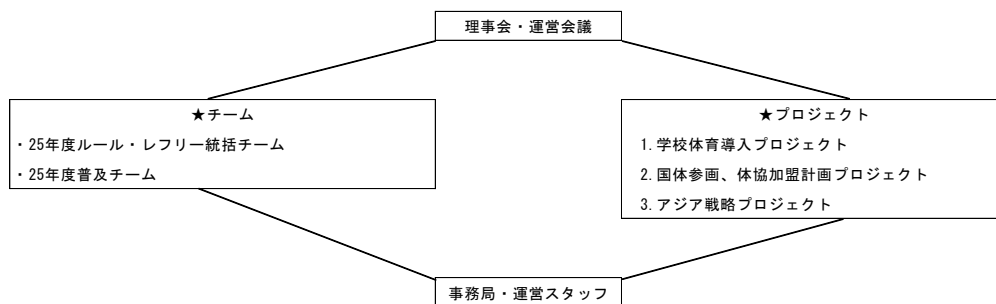 理事会・運営会議
★チーム
・25年度ルール・レフリー統括チーム
・25年度普及チーム
★プロジェクト
1.学校体育導入プロジェクト
2.国体参画、体協加盟計画プロジェクト
3.アジア戦略プロジェクト
事務局・運営スタッフ